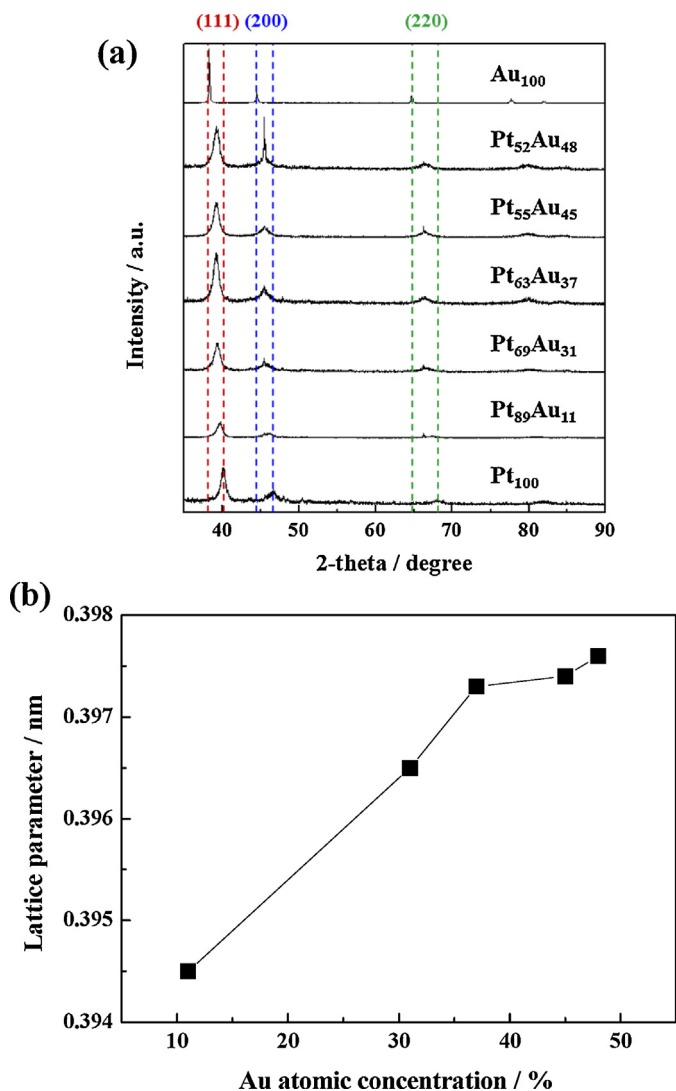 (111) (200) (220)
(a)
Au100
Pt52Au48
Pt55Au45
Pt63Au37
Pt69Au31
Pt89Au11
Pt100
Intensity / a.u.
40 50 60 70 80 90
2-theta / degree
(b)
0.398
0.397
0.396
0.395
0.394
Lattice parameter / nm
10 20 30 40 50
Au atomic concentration / %